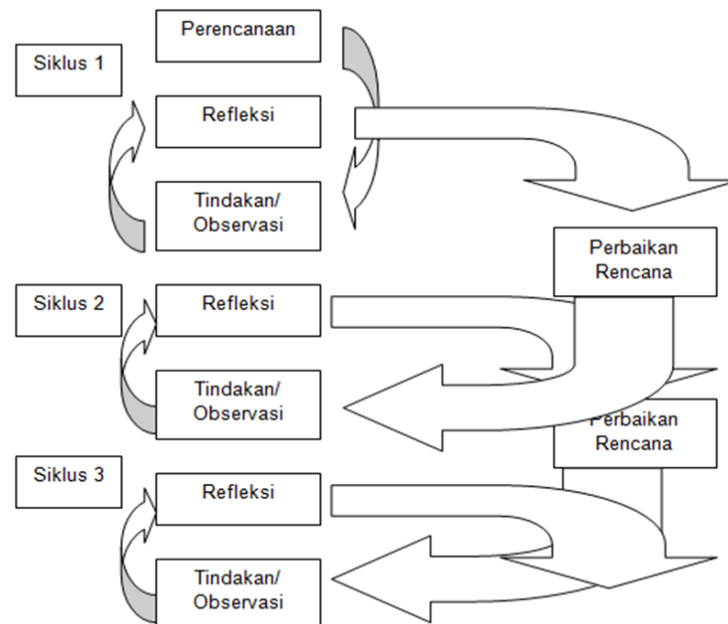 Perencanaan
Siklus 1
Refleksi
Tindakan/
Observasi
Perbaikan
Rencana
Siklus 2
Refleksi
Tindakan/
Observasi
Perbaikan
Rencana
Siklus 3
Refleksi
Tindakan/
Observasi